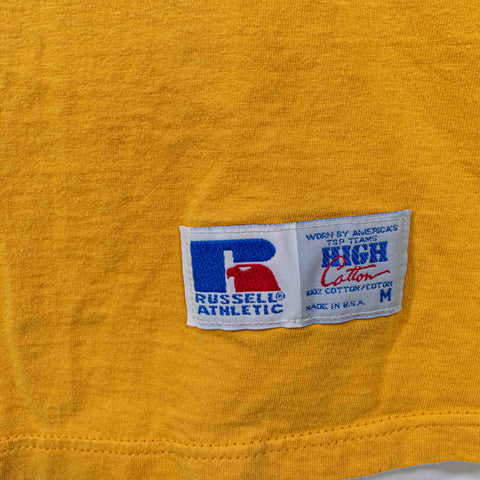 R
RUSSELL®
ATHLETIC
WORN BY AMERICA'S
TOP TEAMS
HIGH
Cotton
100% COTTON/COTON
MADE IN U.S.A. M